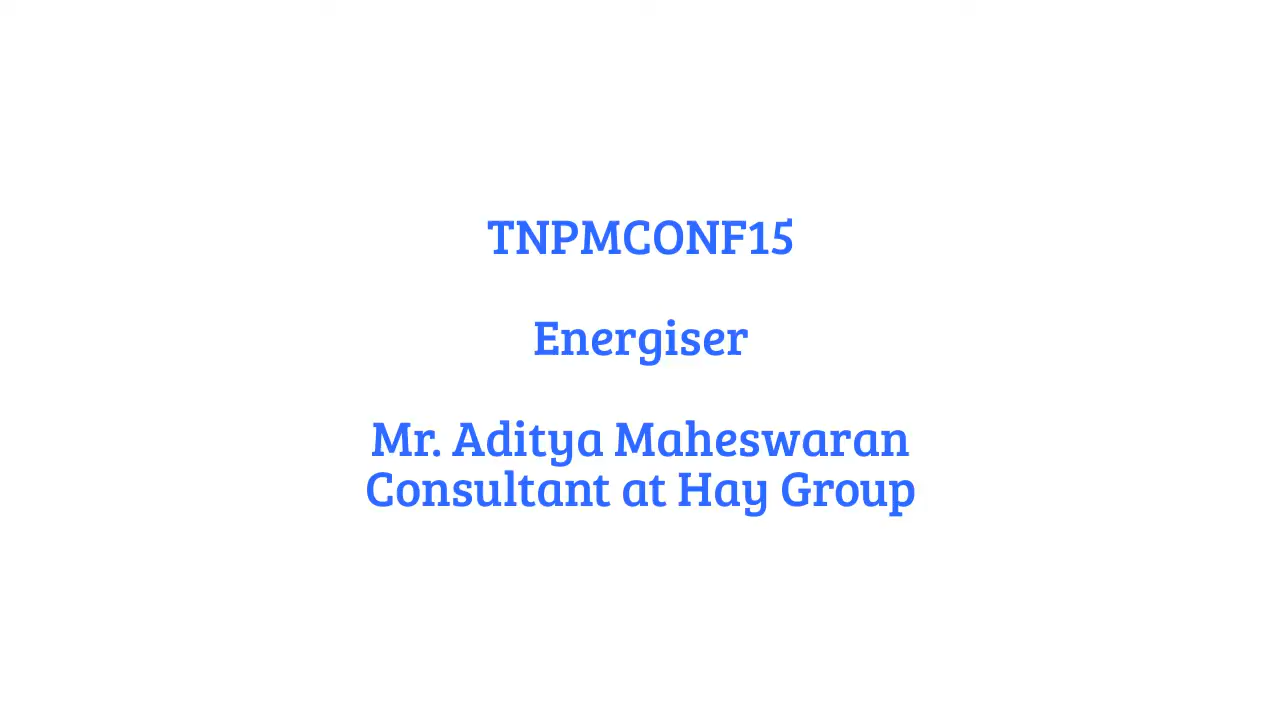 TNPMCONF15
Energiser
Mr. Aditya Maheswaran
Consultant at Hay Group